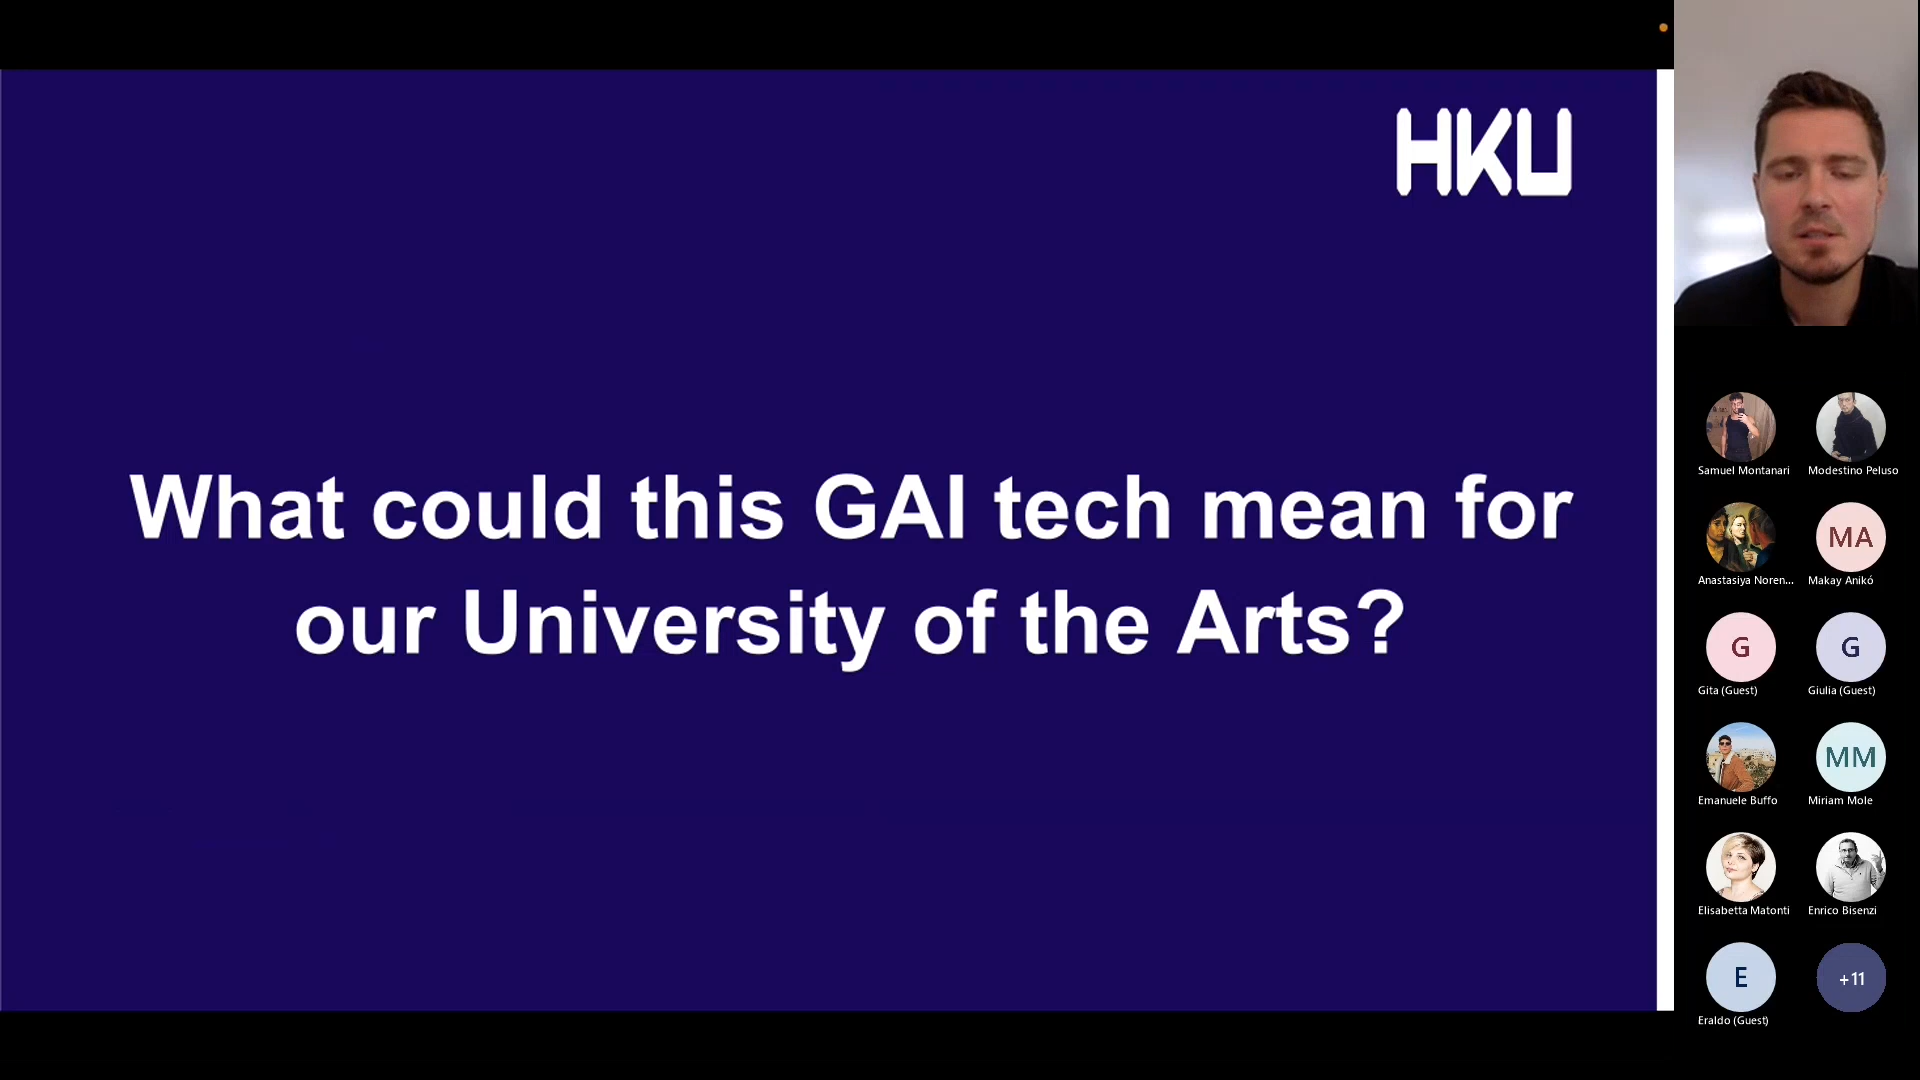 HKU
What could this GAI tech mean for
our University of the Arts?
Samuel Montanari
Modestino Peluso
Anastasiya Noren...
MA
Makay Anikó
G
Gita (Guest)
G
Giulia (Guest)
Emanuele Buffo
MM
Miriam Mole
Elisabetta Matonti
Enrico Bisenzi
E
Eraldo (Guest)
+11